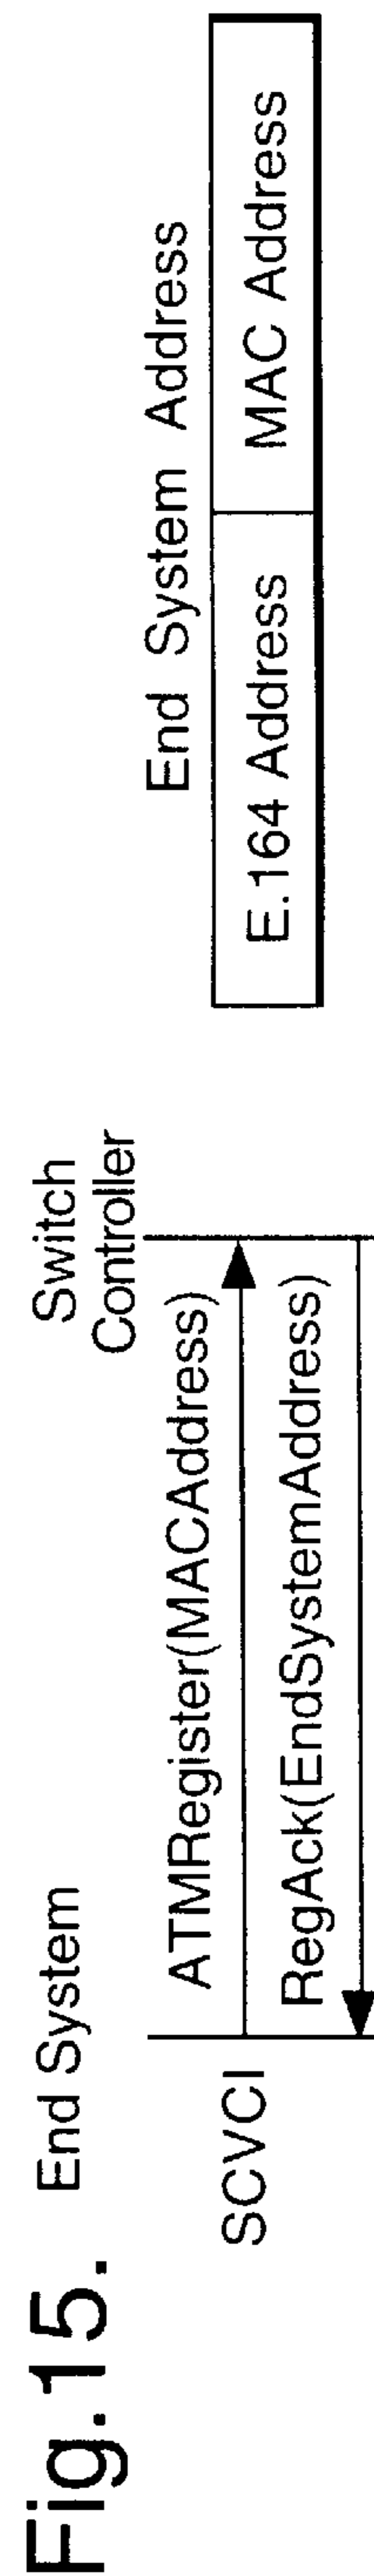 Fig.15.
End System
Switch
Controller
SCVCI
ATMRegister(MACAddress)
RegAck(EndSystemAddress)
End System Address
E.164 Address
MAC Address